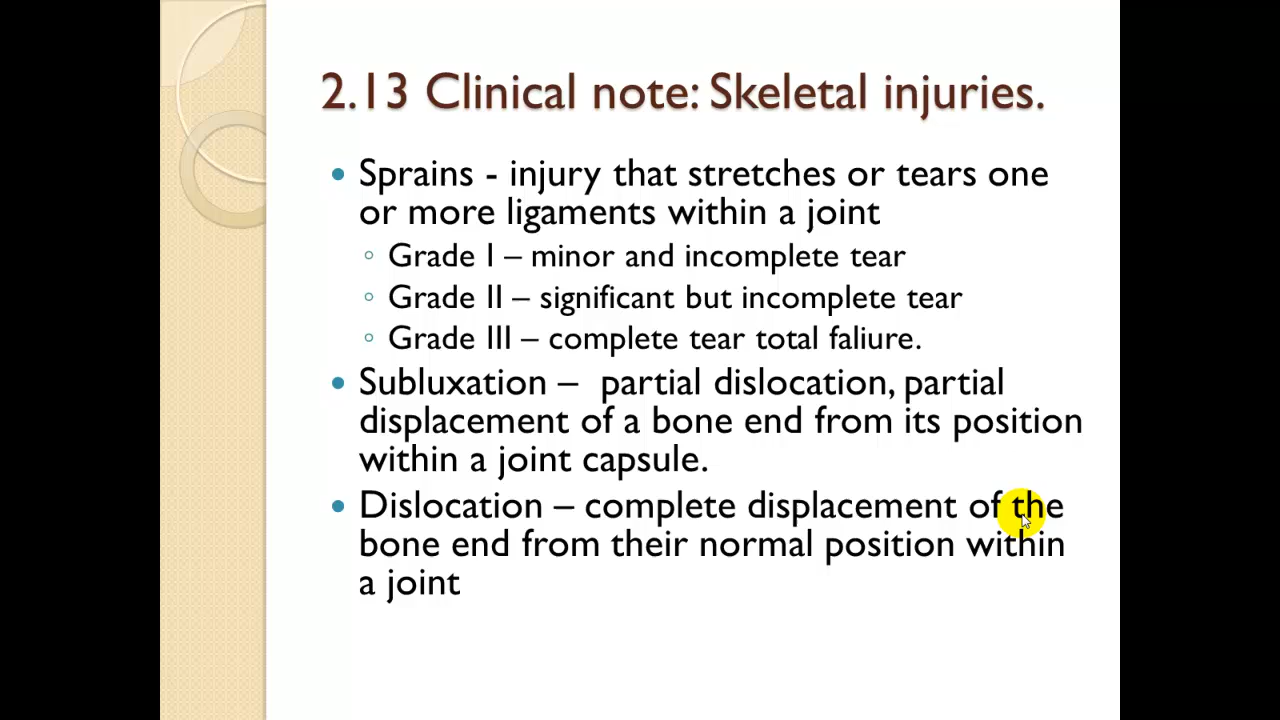 2.13 Clinical note: Skeletal injuries.
• Sprains - injury that stretches or tears one
or more ligaments within a joint
◦ Grade I – minor and incomplete tear
◦ Grade II – significant but incomplete tear
◦ Grade III – complete tear total faliure.
• Subluxation – partial dislocation, partial
displacement of a bone end from its position
within a joint capsule.
• Dislocation – complete displacement of the
bone end from their normal position within
a joint